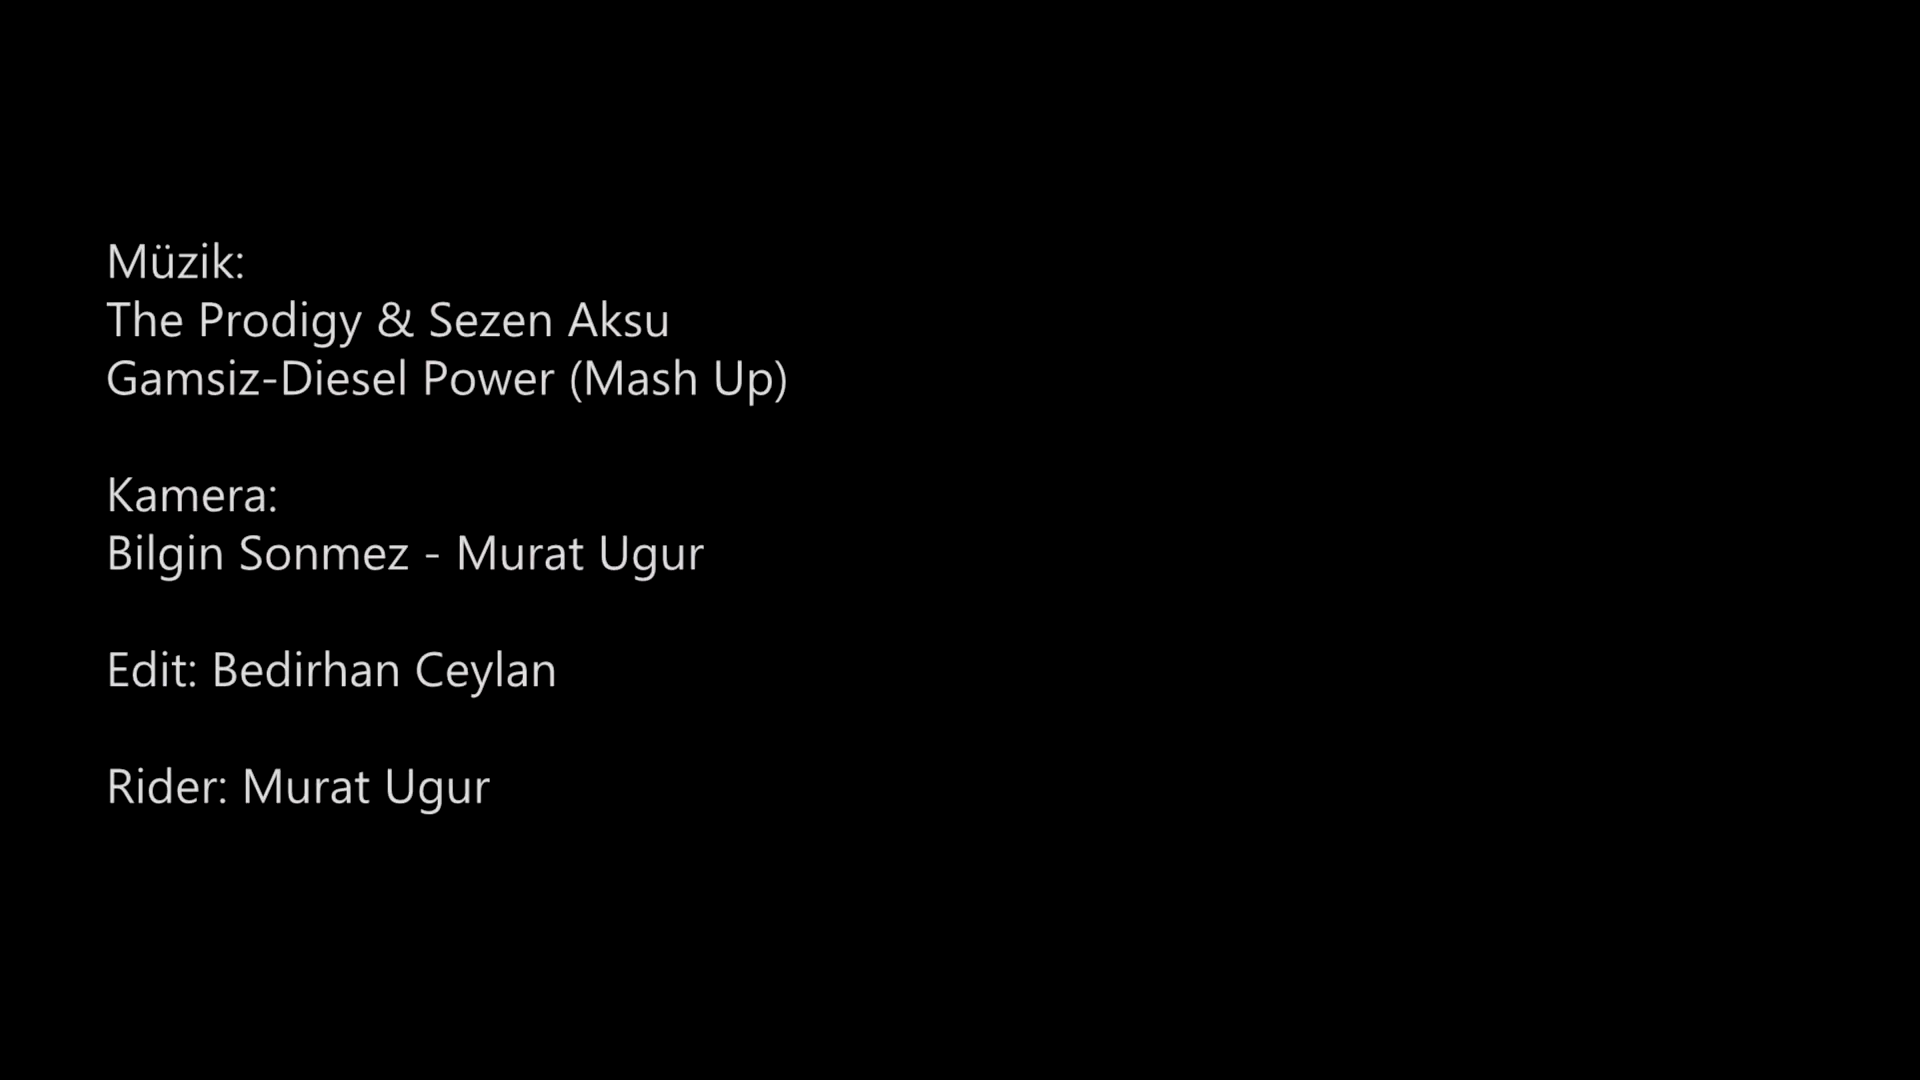 Müzik:
The Prodigy & Sezen Aksu
Gamsiz-Diesel Power (Mash Up)
Kamera:
Bilgin Sonmez - Murat Ugur
Edit: Bedirhan Ceylan
Rider: Murat Ugur